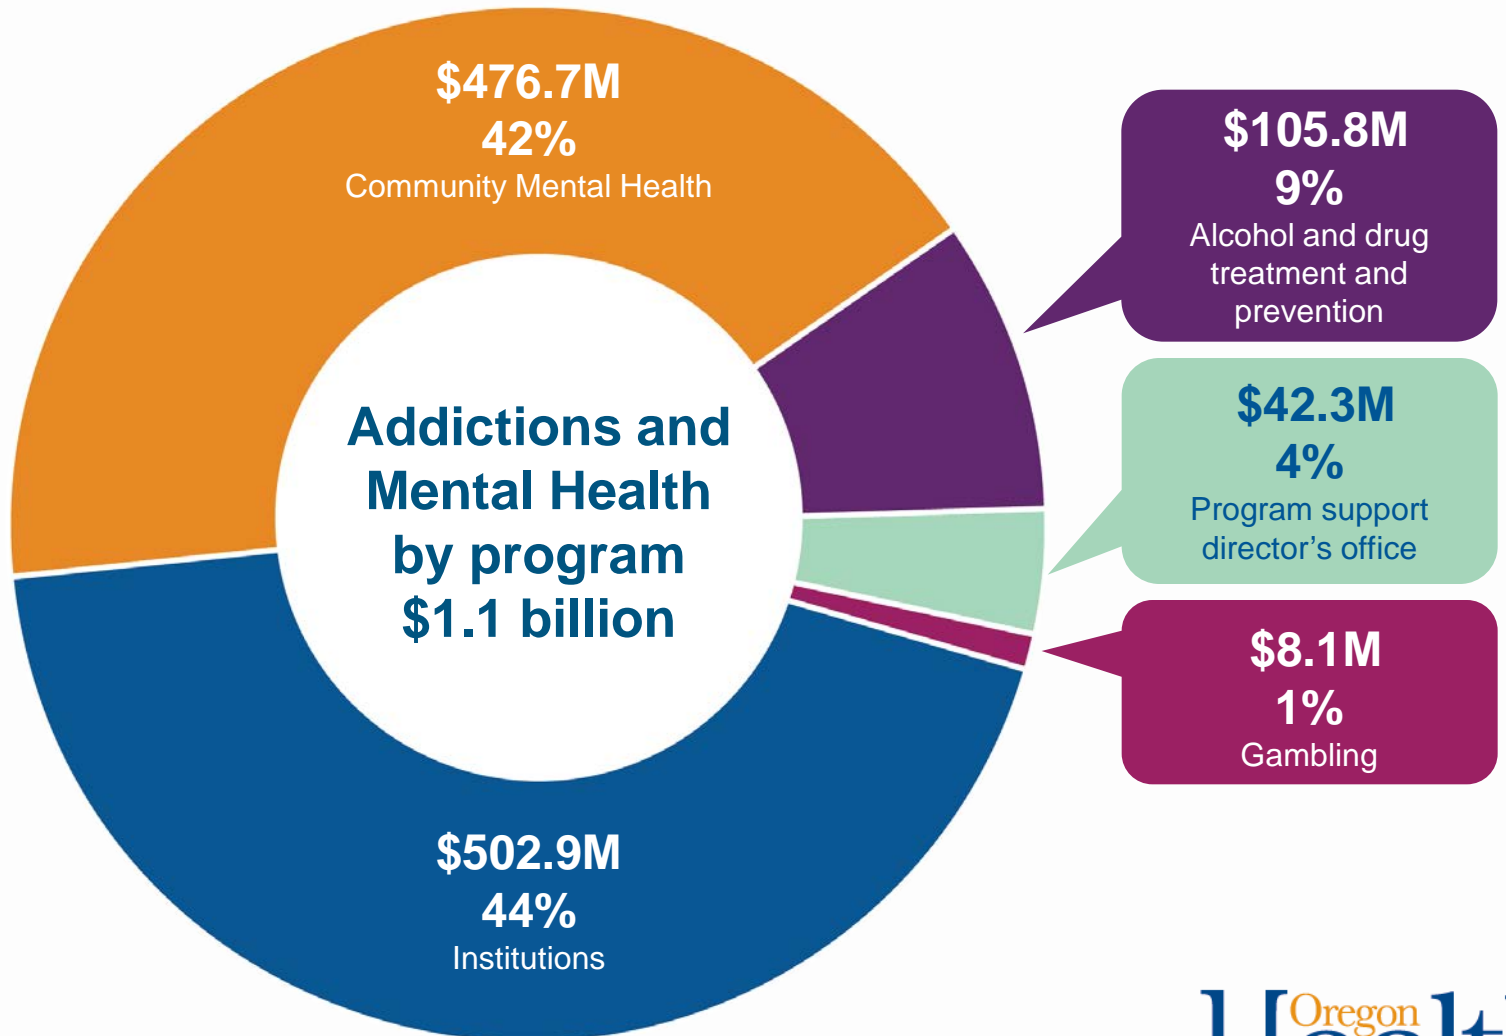 $476.7M
42%
Community Mental Health
$105.8M
9%
Alcohol and drug
treatment and
prevention
$42.3M
4%
Program support
director’s office
$8.1M
1%
Gambling
Addictions and
Mental Health
by program
$1.1 billion
$502.9M
44%
Institutions
Oregon